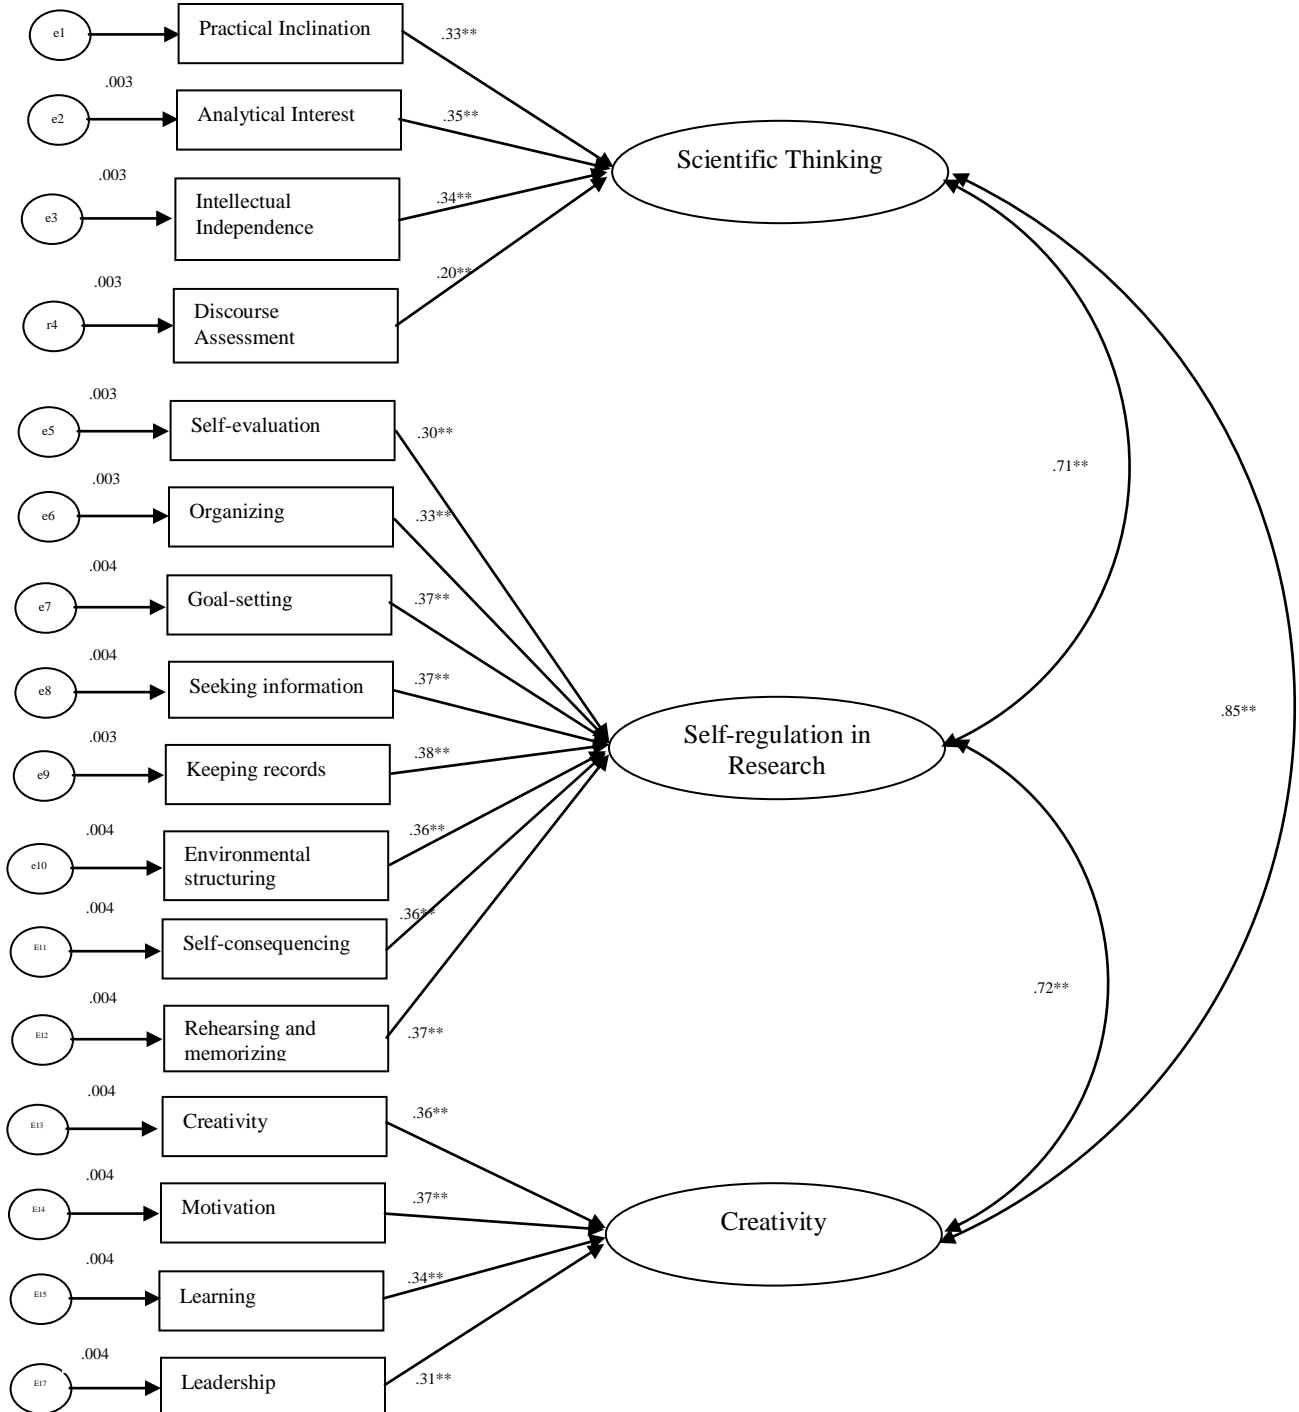 e1
Practical Inclination
.33**
.003
e2
Analytical Interest
.35**
.003
e3
Intellectual
Independence
.34**
.003
r4
Discourse
Assessment
.20**
Scientific Thinking
.003
e5
Self-evaluation
.30**
.003
e6
Organizing
.33**
.004
e7
Goal-setting
.37**
.004
e8
Seeking information
.37**
.003
e9
Keeping records
.38**
.004
e10
Environmental
structuring
.36**
.004
E11
Self-consequencing
.36**
.004
E12
Rehearsing and
memorizing
.37**
Self-regulation in
Research
.71**
.85**
.72**
.004
E13
Creativity
.36**
.004
E14
Motivation
.37**
.004
E15
Learning
.34**
.004
E17
Leadership
.31**
Creativity